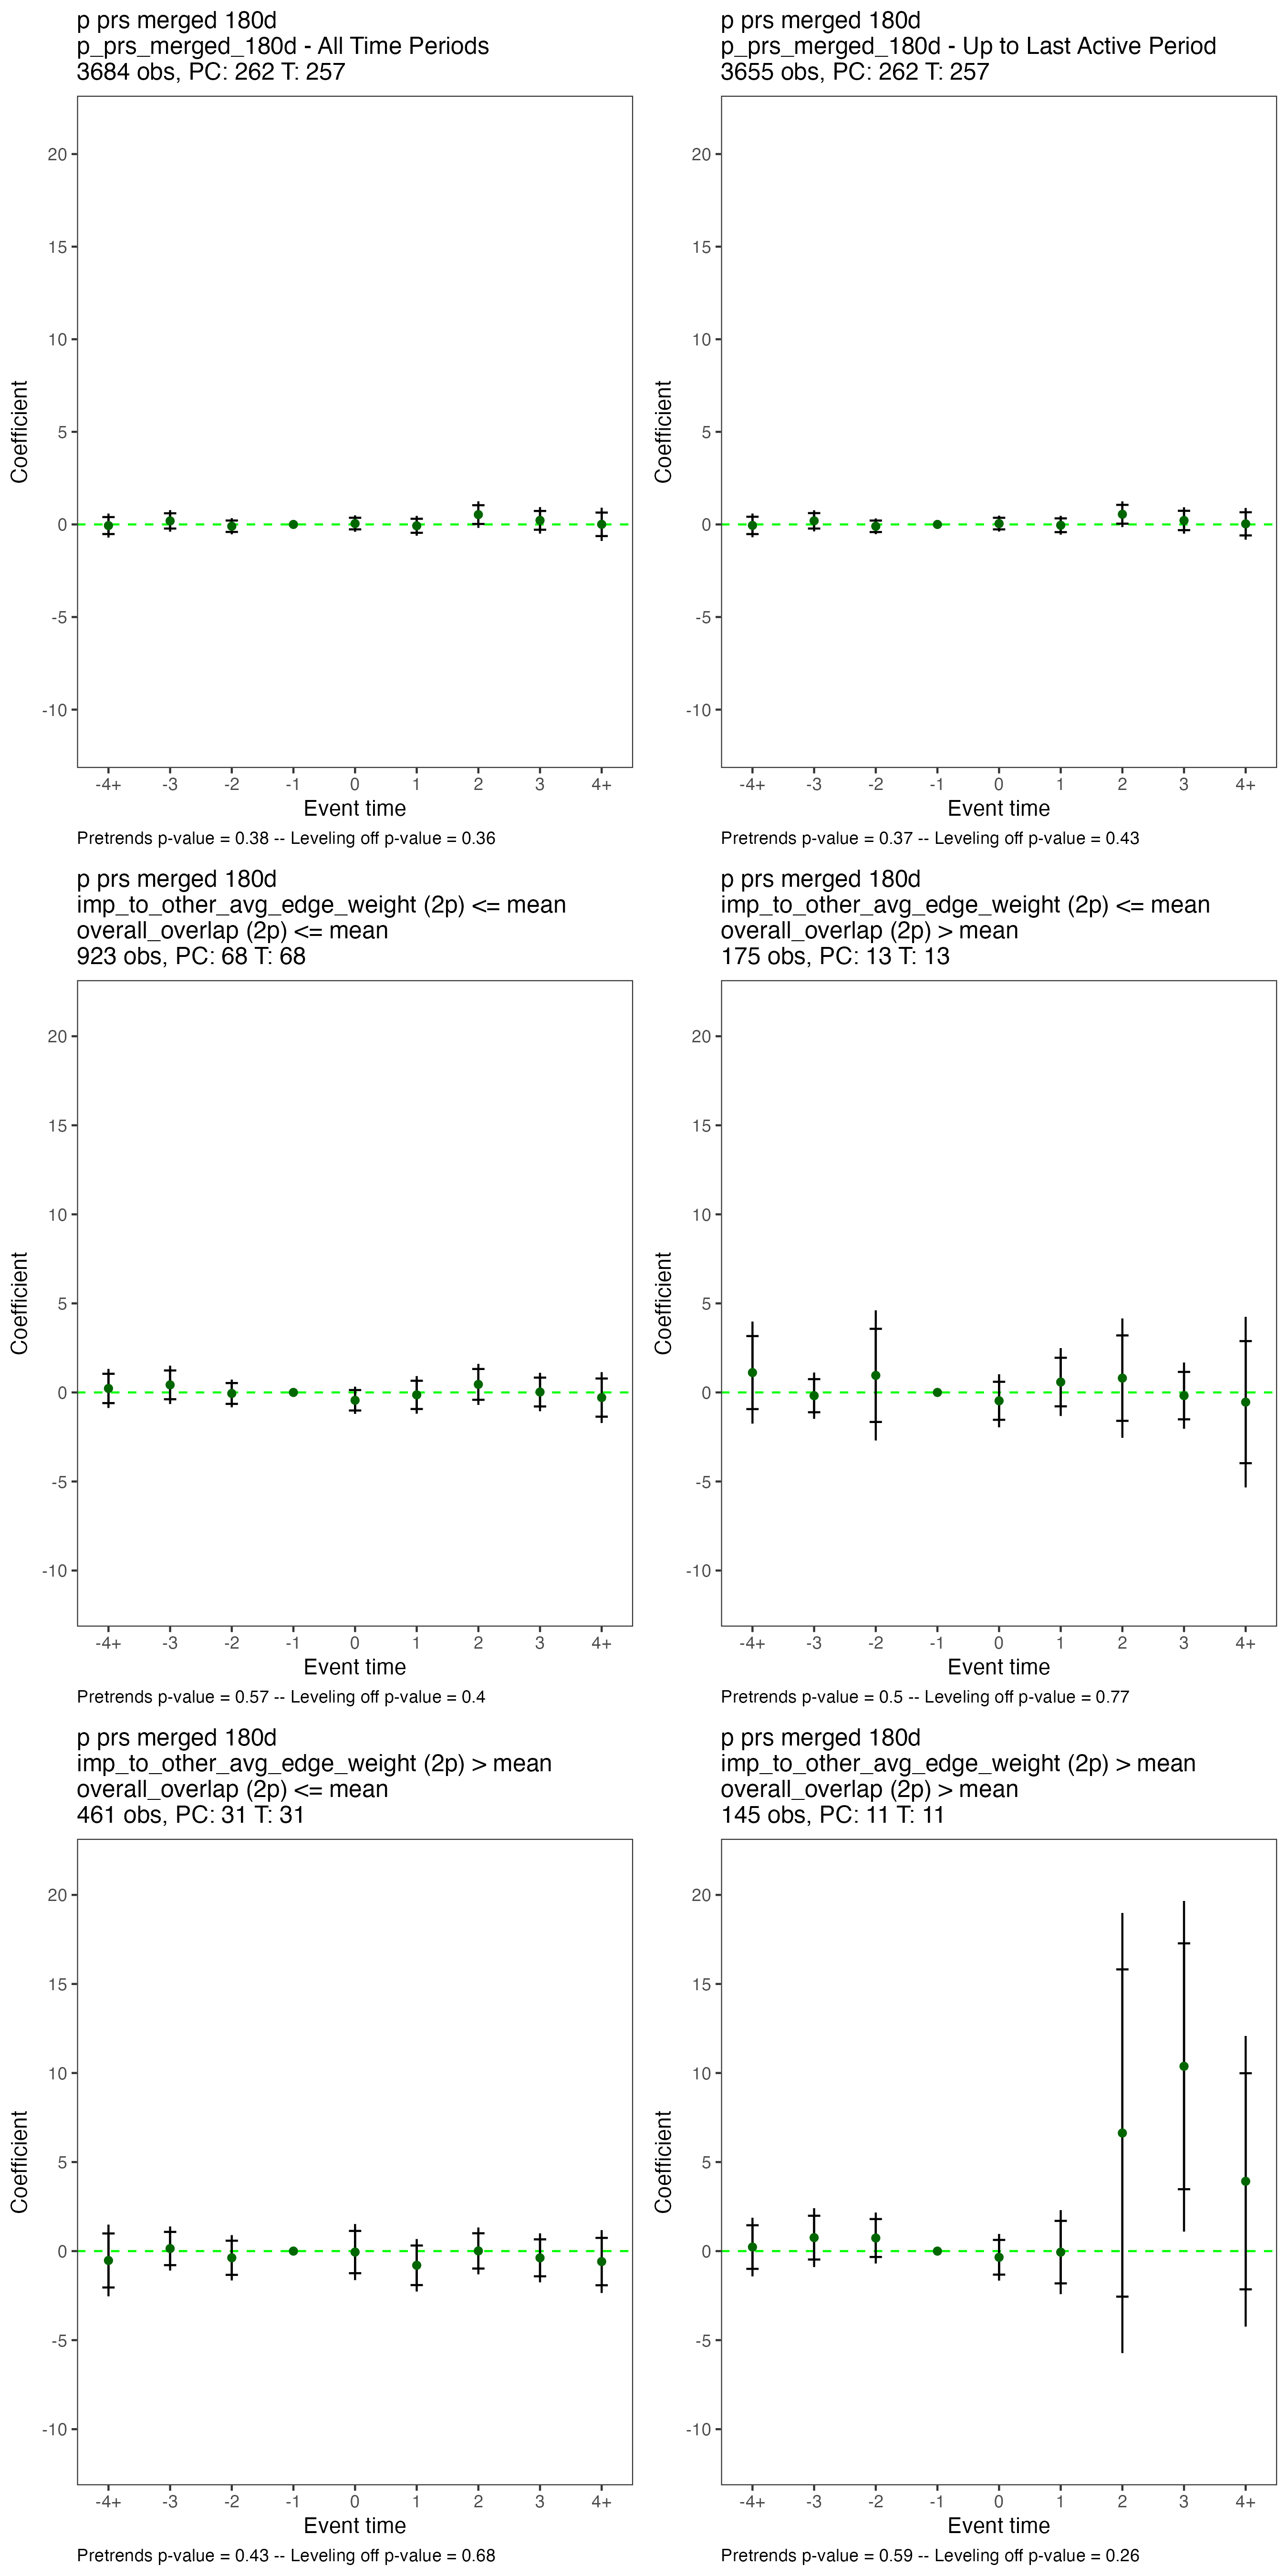 p prs merged 180d
p_prs_merged_180d - All Time Periods
3684 obs, PC: 262 T: 257
20
15
10
5
0
-5
-10
Coefficient
-4+ -3 -2 -1 0 1 2 3 4+
Event time
Pretrends p-value = 0.38 -- Leveling off p-value = 0.36
p prs merged 180d
p_prs_merged_180d - Up to Last Active Period
3655 obs, PC: 262 T: 257
20
15
10
5
0
-5
-10
Coefficient
-4+ -3 -2 -1 0 1 2 3 4+
Event time
Pretrends p-value = 0.37 -- Leveling off p-value = 0.43
p prs merged 180d
imp_to_other_avg_edge_weight (2p) <= mean
overall_overlap (2p) <= mean
923 obs, PC: 68 T: 68
20
15
10
5
0
-5
-10
Coefficient
-4+ -3 -2 -1 0 1 2 3 4+
Event time
Pretrends p-value = 0.57 -- Leveling off p-value = 0.4
p prs merged 180d
imp_to_other_avg_edge_weight (2p) <= mean
overall_overlap (2p) > mean
175 obs, PC: 13 T: 13
20
15
10
5
0
-5
-10
Coefficient
-4+ -3 -2 -1 0 1 2 3 4+
Event time
Pretrends p-value = 0.5 -- Leveling off p-value = 0.77
p prs merged 180d
imp_to_other_avg_edge_weight (2p) > mean
overall_overlap (2p) <= mean
461 obs, PC: 31 T: 31
20
15
10
5
0
-5
-10
Coefficient
-4+ -3 -2 -1 0 1 2 3 4+
Event time
Pretrends p-value = 0.43 -- Leveling off p-value = 0.68
p prs merged 180d
imp_to_other_avg_edge_weight (2p) > mean
overall_overlap (2p) > mean
145 obs, PC: 11 T: 11
20
15
10
5
0
-5
-10
Coefficient
-4+ -3 -2 -1 0 1 2 3 4+
Event time
Pretrends p-value = 0.59 -- Leveling off p-value = 0.26